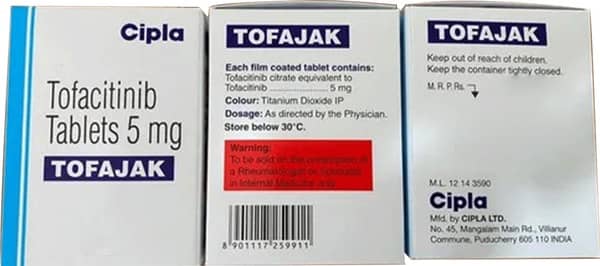 Cipla
Tofacitinib
Tablets 5 mg
TOFAJAK
TOFAJAK
Each film coated tablet contains:
Tofacitinib citrate equivalent to
Tofacitinib ..................... 5 mg
Colour: Titanium Dioxide IP
Dosage: As directed by the Physician.
Store below 30°C.
Warning:
To be sold on the prescription of
a Rheumatologist or Specialists
in Internal Medicine only
8 901117 259911
TOFAJAK
Keep out of reach of children.
Keep the container tightly closed.
M. R. P. Rs.
M.L. 12 14 3590
Cipla
Mfd. by CIPLA LTD.
No. 45, Mangalam Main Rd., Villianur
Commune, Puducherry 605 110 INDIA